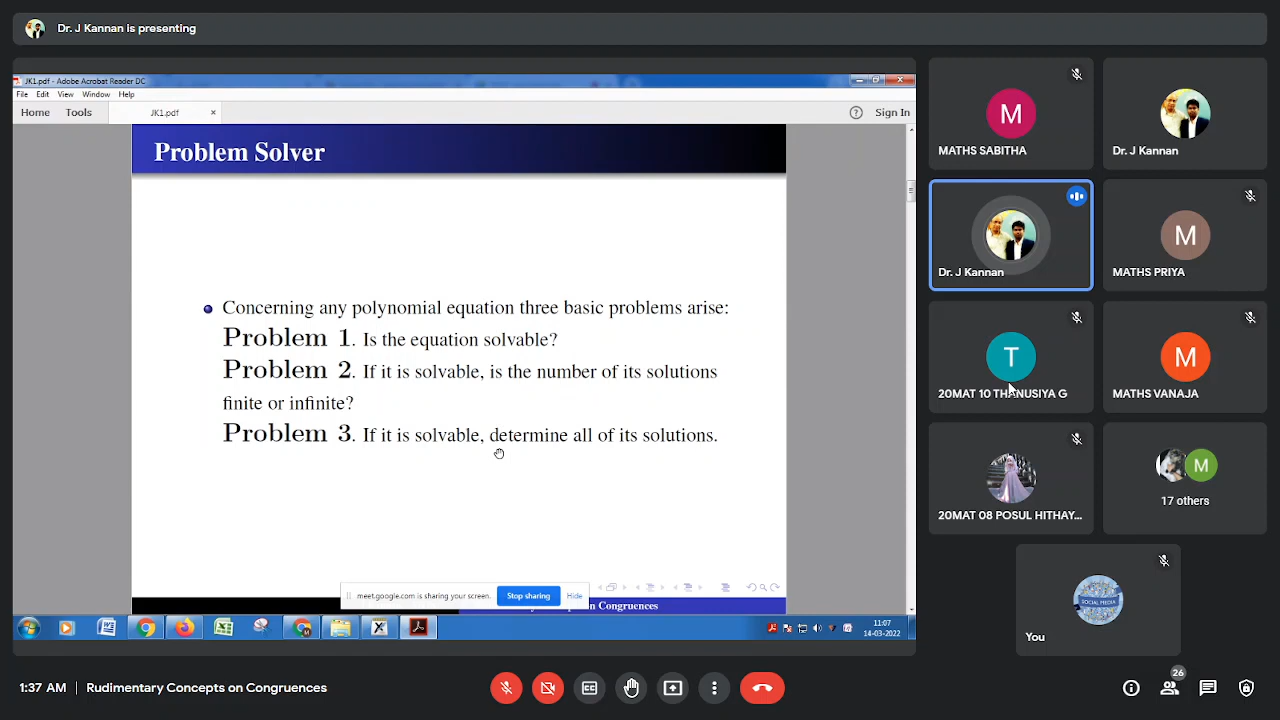 Dr. J Kannan is presenting
JK1.pdf - Adobe Acrobat Reader DC
File Edit View Window Help
Home Tools JK1.pdf × ? Sign In
Problem Solver
Concerning any polynomial equation three basic problems arise:
Problem 1. Is the equation solvable?
Problem 2. If it is solvable, is the number of its solutions
finite or infinite?
Problem 3. If it is solvable, determine all of its solutions.
meet.google.com is sharing your screen. Stop sharing Hide
Congruences
11:07
14-03-2022
M
MATHS SABITHA
Dr. J Kannan
Dr. J Kannan
M
MATHS PRIYA
T
20MAT 10 THANUSIYA G
M
MATHS VANAJA
20MAT 08 POSUL HITHAY...
M
17 others
SOCIAL MEDIA
You
1:37 AM | Rudimentary Concepts on Congruences
26